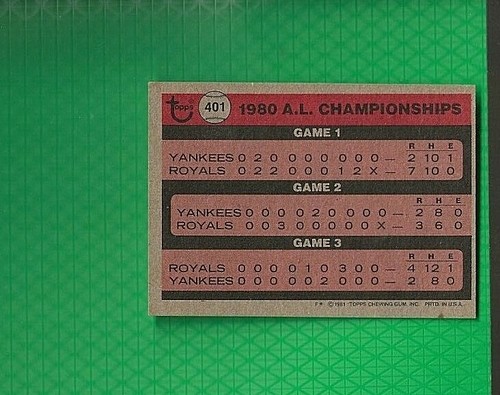 topps 401 1980 A.L. CHAMPIONSHIPS
GAME 1
R H E
YANKEES 0 2 0 0 0 0 0 0 0 — 2 10 1
ROYALS 0 2 2 0 0 0 1 2 X — 7 10 0
GAME 2
R H E
YANKEES 0 0 0 0 2 0 0 0 0 — 2 8 0
ROYALS 0 0 3 0 0 0 0 0 X — 3 6 0
GAME 3
R H E
ROYALS 0 0 0 0 1 0 3 0 0 — 4 12 1
YANKEES 0 0 0 0 0 2 0 0 0 — 2 8 0
F* © 1981 TOPPS CHEWING GUM, INC. PRTD. IN U.S.A.